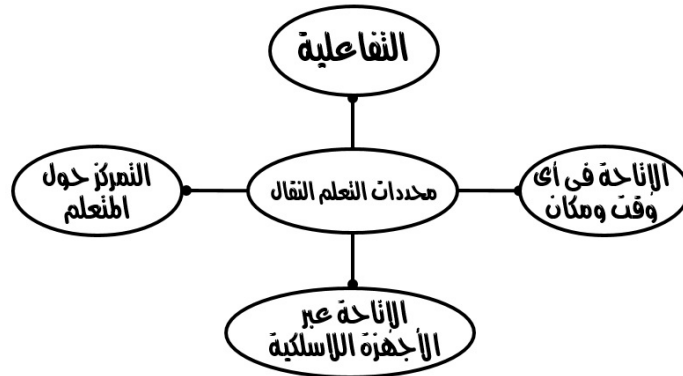 التفاعلية
الإتاحة فى أى
وقت ومكان
محددات التعلم النقال
التمركز حول
المتعلم
الإتاحة عبر
الأجهزة اللاسلكية